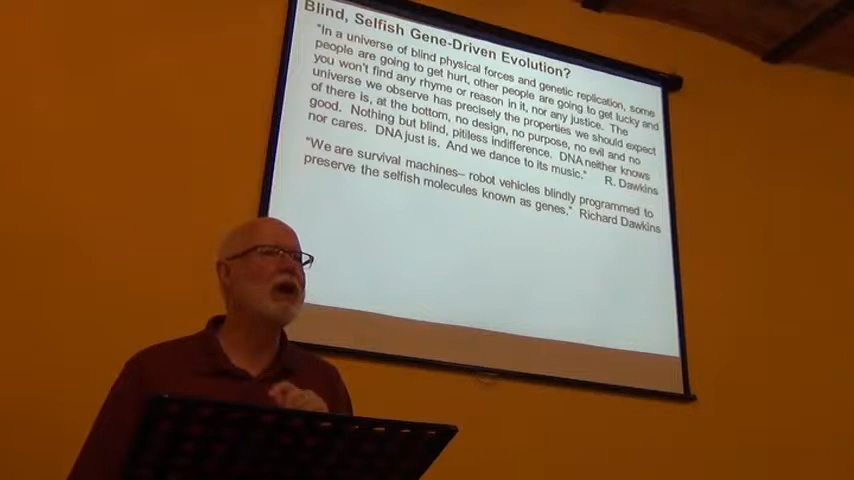 Blind, Selfish Gene-Driven Evolution?
"In a universe of blind physical forces and genetic replication, some
people are going to get hurt, other people are going to get lucky and
you won't find any rhyme or reason in it, nor any justice. The
universe we observe has precisely the properties we should expect
of there is, at the bottom, no design, no purpose, no evil and no
good. Nothing but blind, pitiless indifference. DNA neither knows
nor cares. DNA just is. And we dance to its music." R. Dawkins
"We are survival machines– robot vehicles blindly programmed to
preserve the selfish molecules known as genes." Richard Dawkins